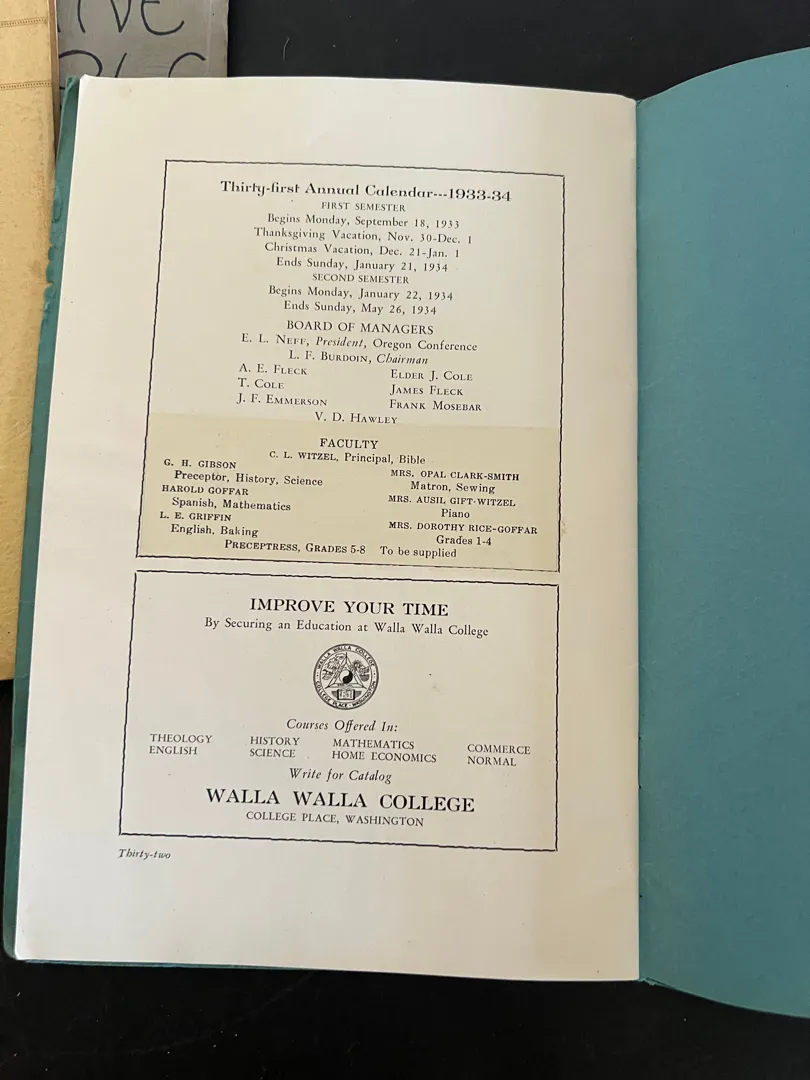 Thirty-first Annual Calendar---1933-34
FIRST SEMESTER
Begins Monday, September 18, 1933
Thanksgiving Vacation, Nov. 30-Dec. 1
Christmas Vacation, Dec. 21-Jan. 1
Ends Sunday, January 21, 1934
SECOND SEMESTER
Begins Monday, January 22, 1934
Ends Sunday, May 26, 1934
BOARD OF MANAGERS
E. L. NEFF, President, Oregon Conference
L. F. BURDOIN, Chairman
A. E. FLECK
T. COLE
J. F. EMMERSON
ELDER J. COLE
JAMES FLECK
FRANK MOSEBAR
V. D. HAWLEY
FACULTY
C. L. WITZEL, Principal, Bible
G. H. GIBSON
Preceptor, History, Science
HAROLD GOFFAR
Spanish, Mathematics
L. E. GRIFFIN
English, Baking
MRS. OPAL CLARK-SMITH
Matron, Sewing
MRS. AUSIL GIFT-WITZEL
Piano
MRS. DOROTHY RICE-GOFFAR
Grades 1-4
PRECEPTRESS, GRADES 5-8 To be supplied
IMPROVE YOUR TIME
By Securing an Education at Walla Walla College
WALLA WALLA COLLEGE
COLLEGE PLACE, WASHINGTON
Courses Offered In:
THEOLOGY HISTORY MATHEMATICS COMMERCE
ENGLISH SCIENCE HOME ECONOMICS NORMAL
Write for Catalog
WALLA WALLA COLLEGE
COLLEGE PLACE, WASHINGTON
Thirty-two